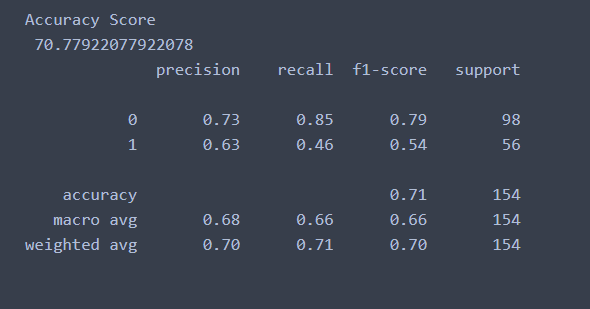 Accuracy Score
70.77922077922078
precision recall f1-score support
0 0.73 0.85 0.79 98
1 0.63 0.46 0.54 56
accuracy 0.71 154
macro avg 0.68 0.66 0.66 154
weighted avg 0.70 0.71 0.70 154